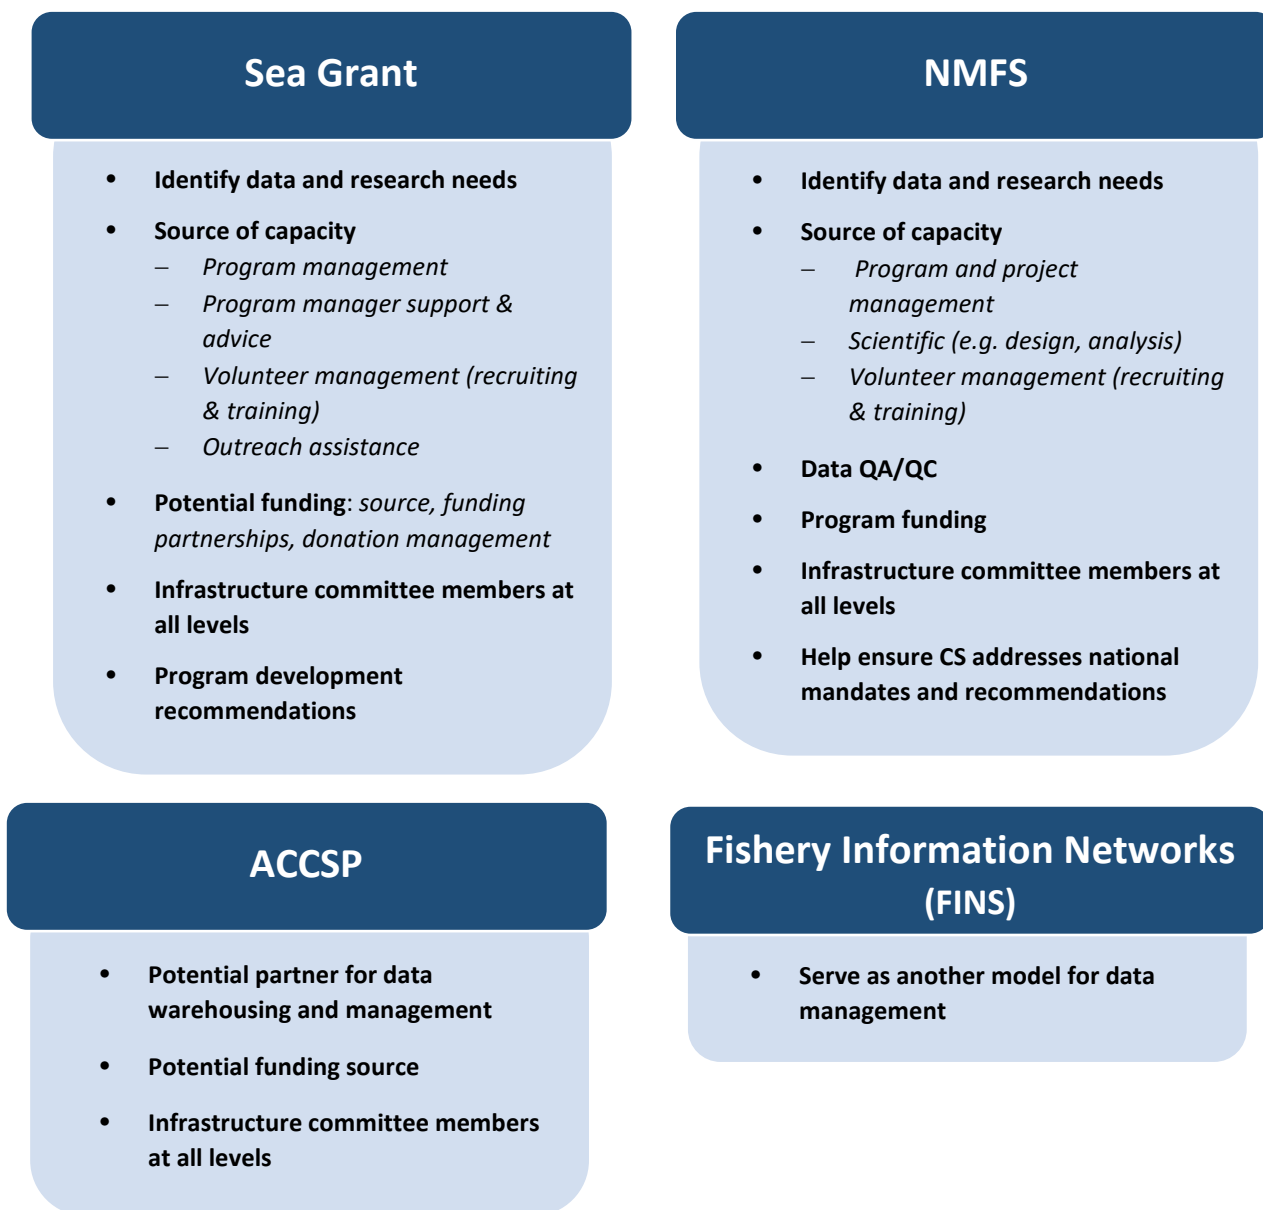 Sea Grant
• Identify data and research needs
• Source of capacity
– Program management
– Program manager support &
advice
– Volunteer management (recruiting
& training)
– Outreach assistance
• Potential funding: source, funding
partnerships, donation management
• Infrastructure committee members at
all levels
• Program development
recommendations
NMFS
• Identify data and research needs
• Source of capacity
– Program and project
management
– Scientific (e.g. design, analysis)
– Volunteer management (recruiting
& training)
• Data QA/QC
• Program funding
• Infrastructure committee members at
all levels
• Help ensure CS addresses national
mandates and recommendations
ACCSP
• Potential partner for data
warehousing and management
• Potential funding source
• Infrastructure committee members
at all levels
Fishery Information Networks
(FINS)
• Serve as another model for data
management